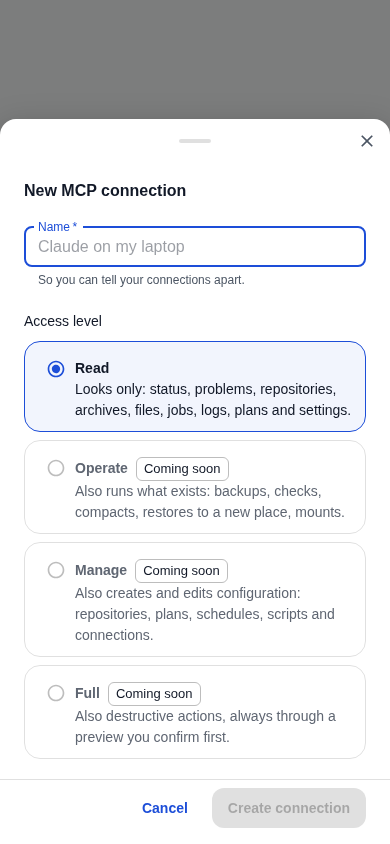 New MCP connection
Name *
Claude on my laptop
So you can tell your connections apart.
Access level
Read
Looks only: status, problems, repositories,
archives, files, jobs, logs, plans and settings.
Operate Coming soon
Also runs what exists: backups, checks,
compacts, restores to a new place, mounts.
Manage Coming soon
Also creates and edits configuration:
repositories, plans, schedules, scripts and
connections.
Full Coming soon
Also destructive actions, always through a
preview you confirm first.
Cancel Create connection